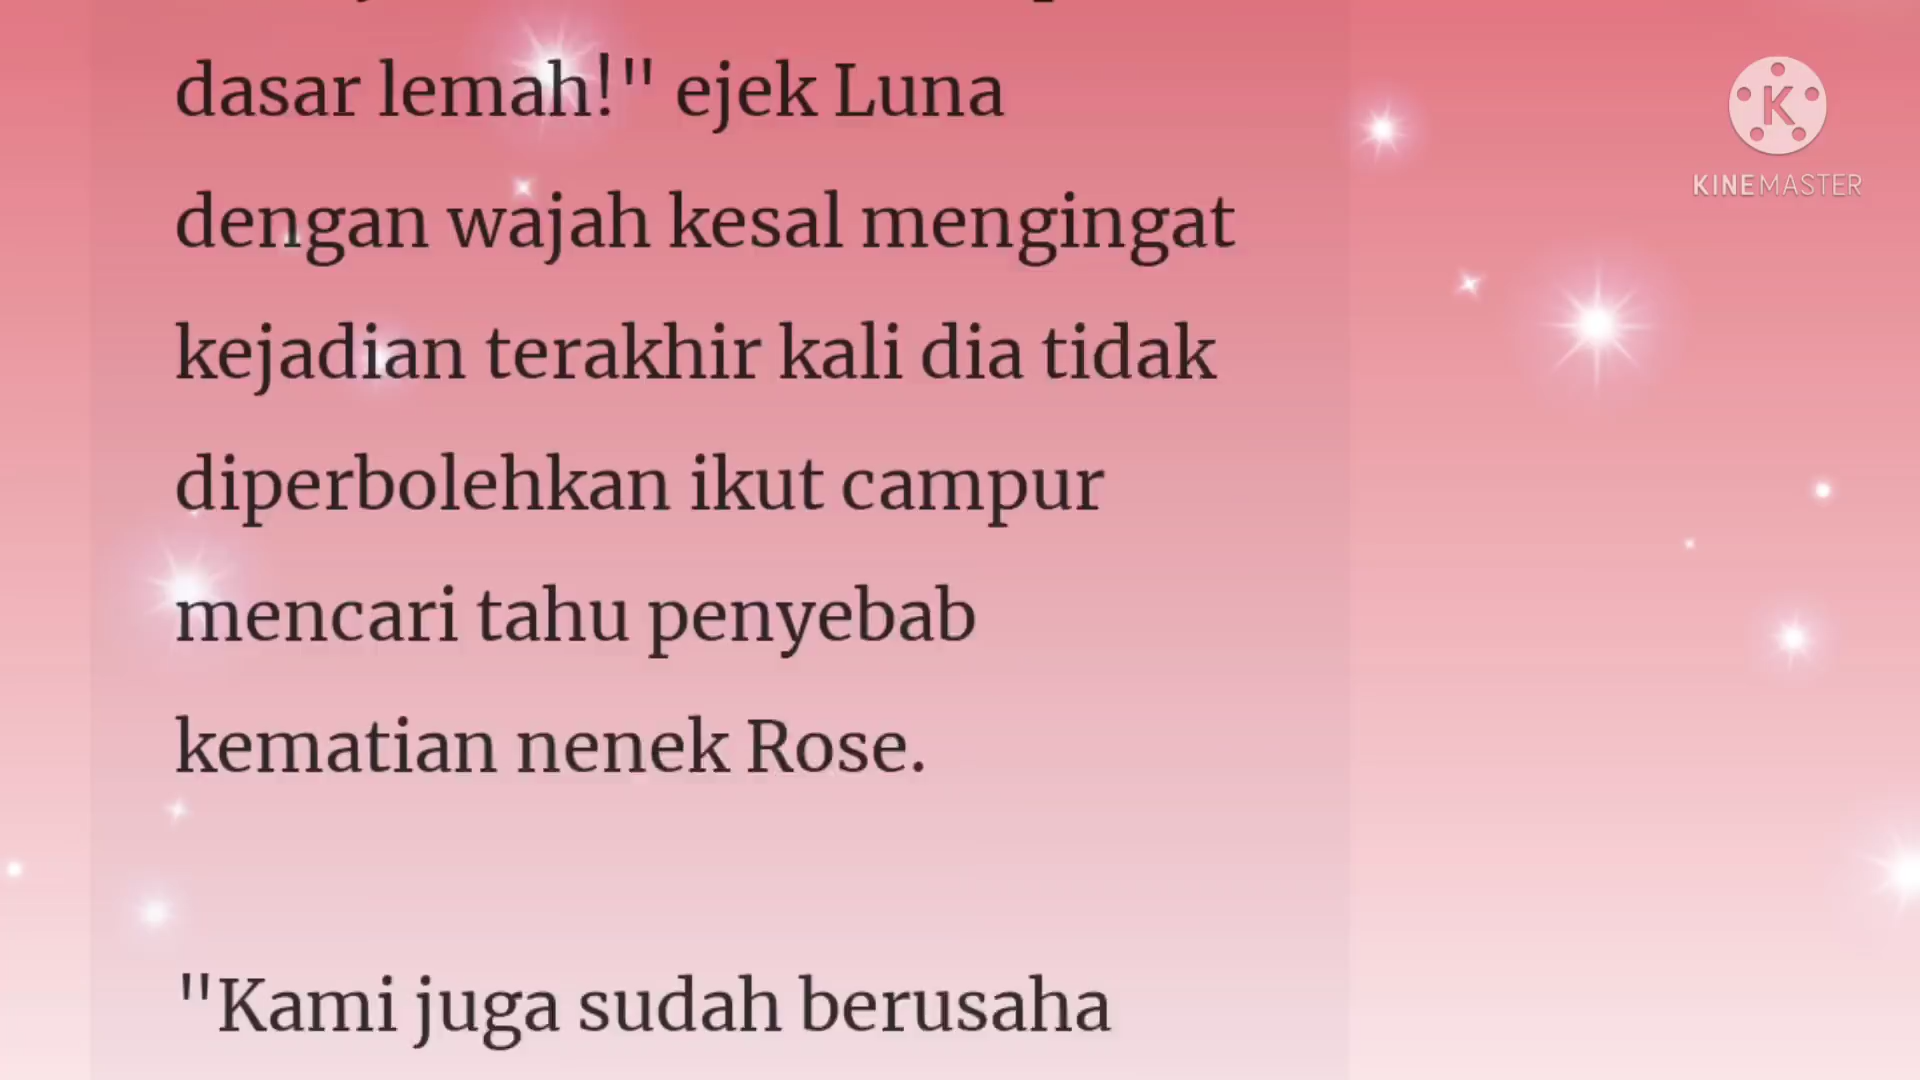 dasar lemah!" ejek Luna
dengan wajah kesal mengingat
kejadian terakhir kali dia tidak
diperbolehkan ikut campur
mencari tahu penyebab
kematian nenek Rose.
"Kami juga sudah berusaha
K
KINEMASTER